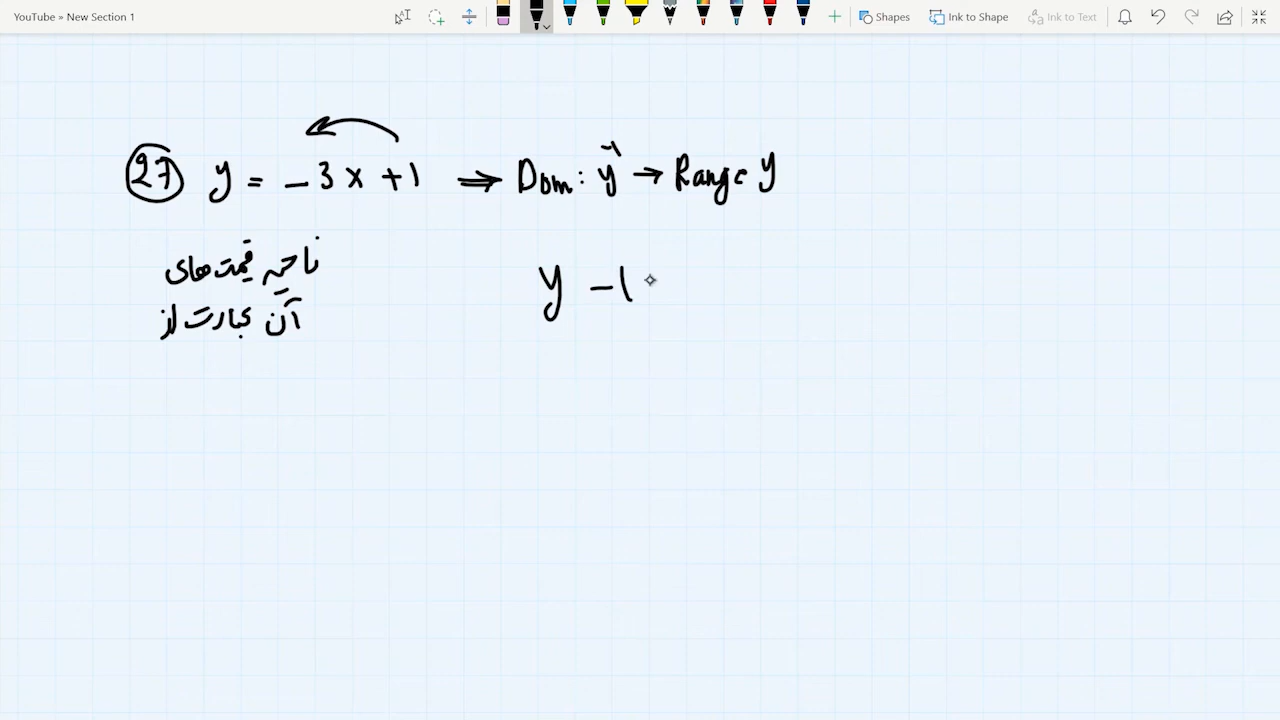 YouTube » New Section 1
Shapes
Ink to Shape
Ink to Text
27 y = -3x +1 ⇒ Dom: y⁻¹ → Range y
ناحیه قیمت های
آن عبارت از
y -1